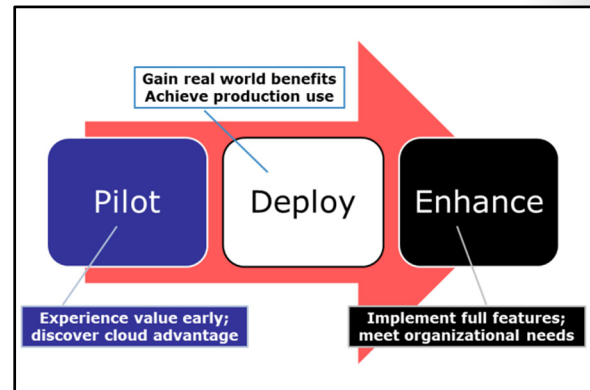 Gain real world benefits
Achieve production use
Pilot
Deploy
Enhance
Experience value early;
discover cloud advantage
Implement full features;
meet organizational needs